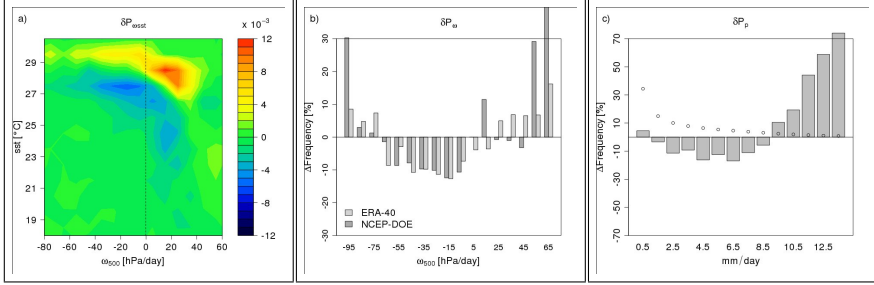 a)
δPωsst
x 10⁻³
sst [°C]
29
27
25
23
21
19
-80 -60 -40 -20 0 20 40 60
ω500 [hPa/day]
12
8
4
0
-4
-8
-12
b)
δPω
ΔFrequency [%]
30
20
10
0
-10
-20
-30
ERA-40
NCEP-DOE
-95 -75 -55 -35 -15 5 25 45 65
ω500 [hPa/day]
c)
δPp
ΔFrequency [%]
70
50
30
10
-10
-30
-50
-70
0.5 2.5 4.5 6.5 8.5 10.5 12.5
mm/day